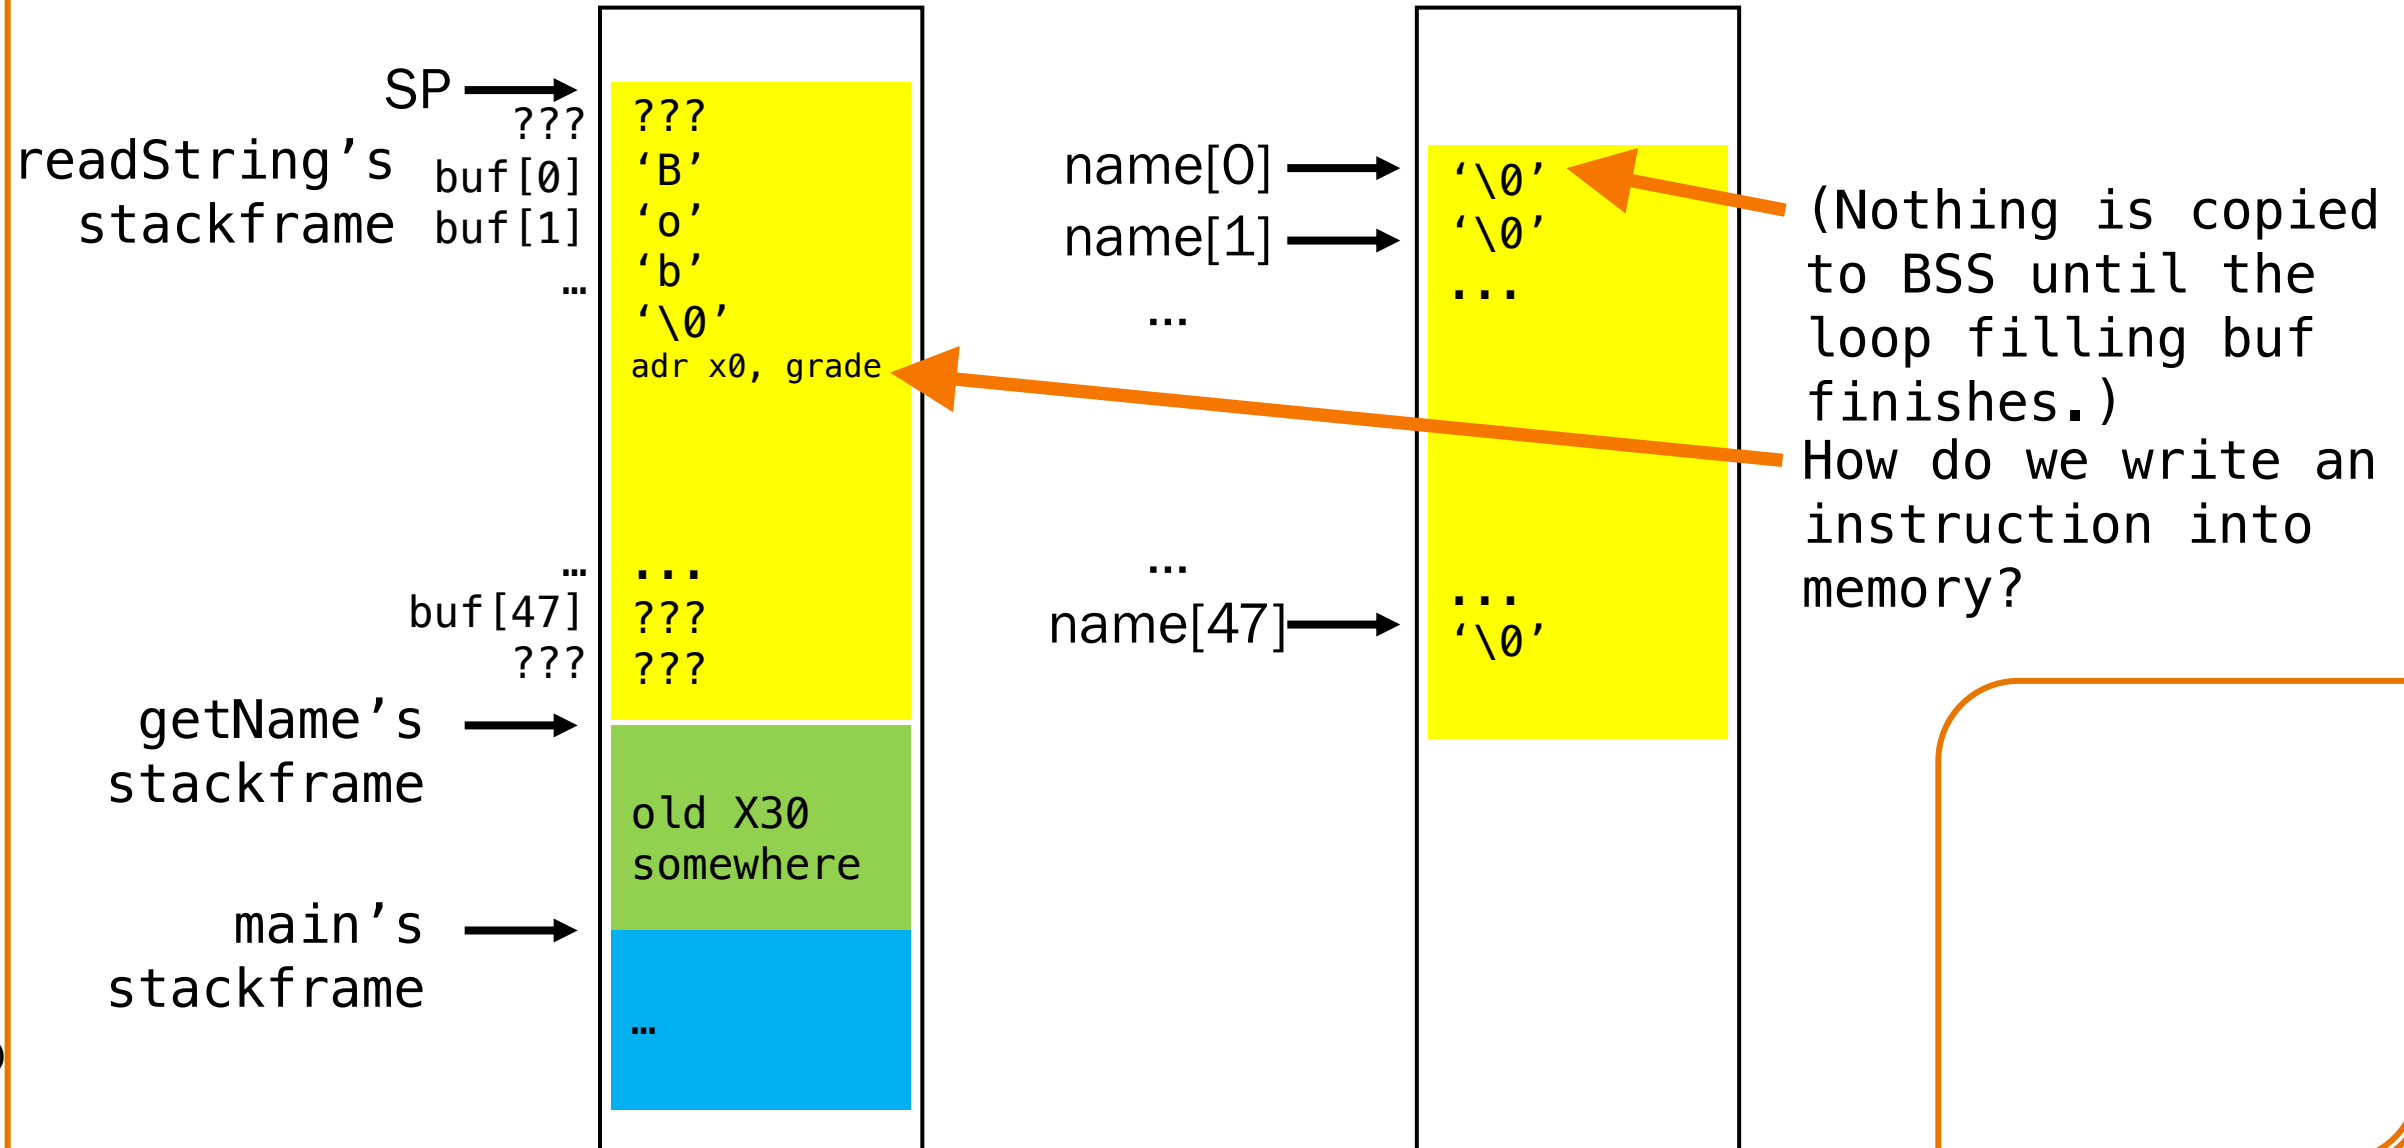 SP
???
readString’s
stackframe
buf[0]
buf[1]
…
…
buf[47]
???
getName’s
stackframe
main’s
stackframe
???
‘B’
‘o’
‘b’
‘\0’
adr x0, grade
...
???
???
old X30
somewhere
…
name[0]
name[1]
…
…
name[47]
‘\0’
‘\0’
...
...
‘\0’
(Nothing is copied
to BSS until the
loop filling buf
finishes.)
How do we write an
instruction into
memory?